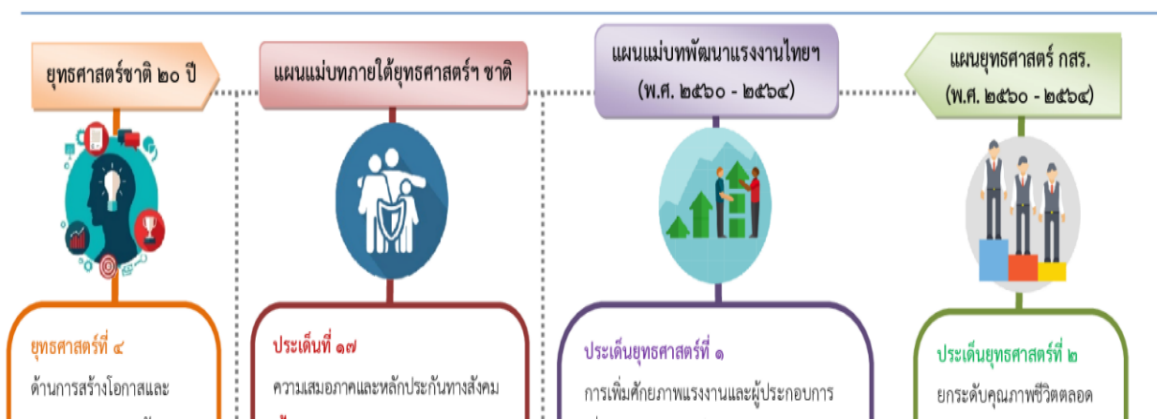 ยุทธศาสตร์ชาติ ๒๐ ปี
แผนแม่บทภายใต้ยุทธศาสตร์ฯ ชาติ
แผนแม่บทพัฒนาแรงงานไทยฯ
(พ.ศ. ๒๕๖๐ - ๒๕๖๔)
แผนยุทธศาสตร์ กสร.
(พ.ศ. ๒๕๖๐ - ๒๕๖๔)
ยุทธศาสตร์ที่ ๔
ด้านการสร้างโอกาสและ
ประเด็นที่ ๑๗
ความเสมอภาคและหลักประกันทางสังคม
ประเด็นยุทธศาสตร์ที่ ๑
การเพิ่มศักยภาพแรงงานและผู้ประกอบการ
ประเด็นยุทธศาสตร์ที่ ๒
ยกระดับคุณภาพชีวิตตลอด